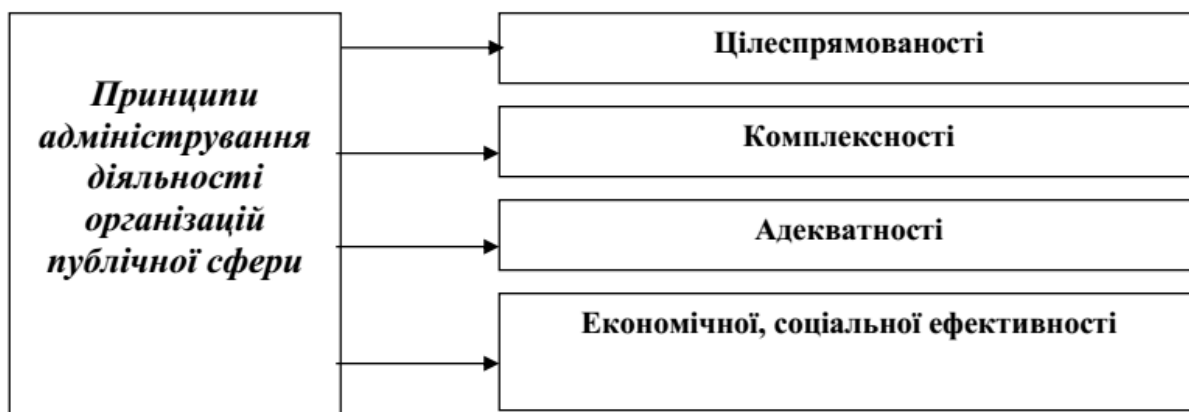 Принципи
адміністрування
діяльності
організацій
публічної сфери
Цілеспрямованості
Комплексності
Адекватності
Економічної, соціальної ефективності